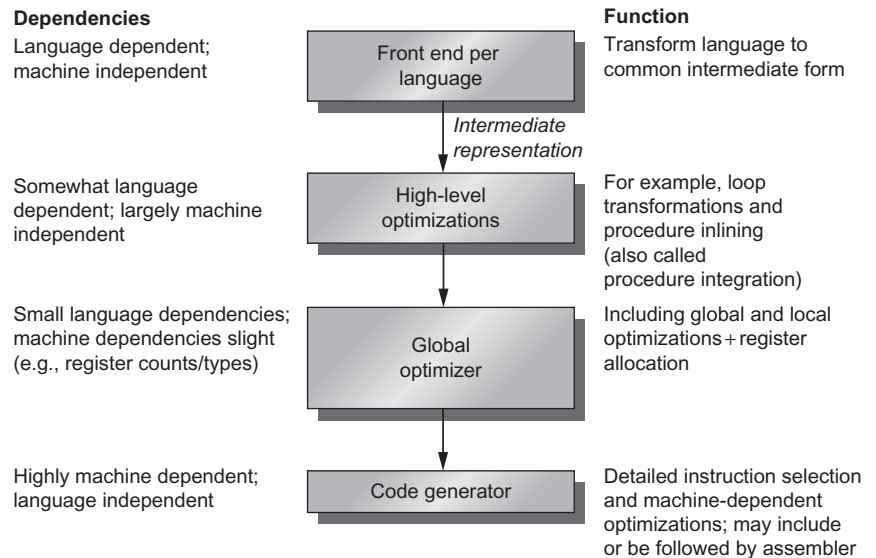 Dependencies
Language dependent;
machine independent
Front end per
language
Function
Transform language to
common intermediate form
Intermediate
representation
Somewhat language
dependent; largely machine
independent
High-level
optimizations
For example, loop
transformations and
procedure inlining
(also called
procedure integration)
Small language dependencies;
machine dependencies slight
(e.g., register counts/types)
Global
optimizer
Including global and local
optimizations+register
allocation
Highly machine dependent;
language independent
Code generator
Detailed instruction selection
and machine-dependent
optimizations; may include
or be followed by assembler